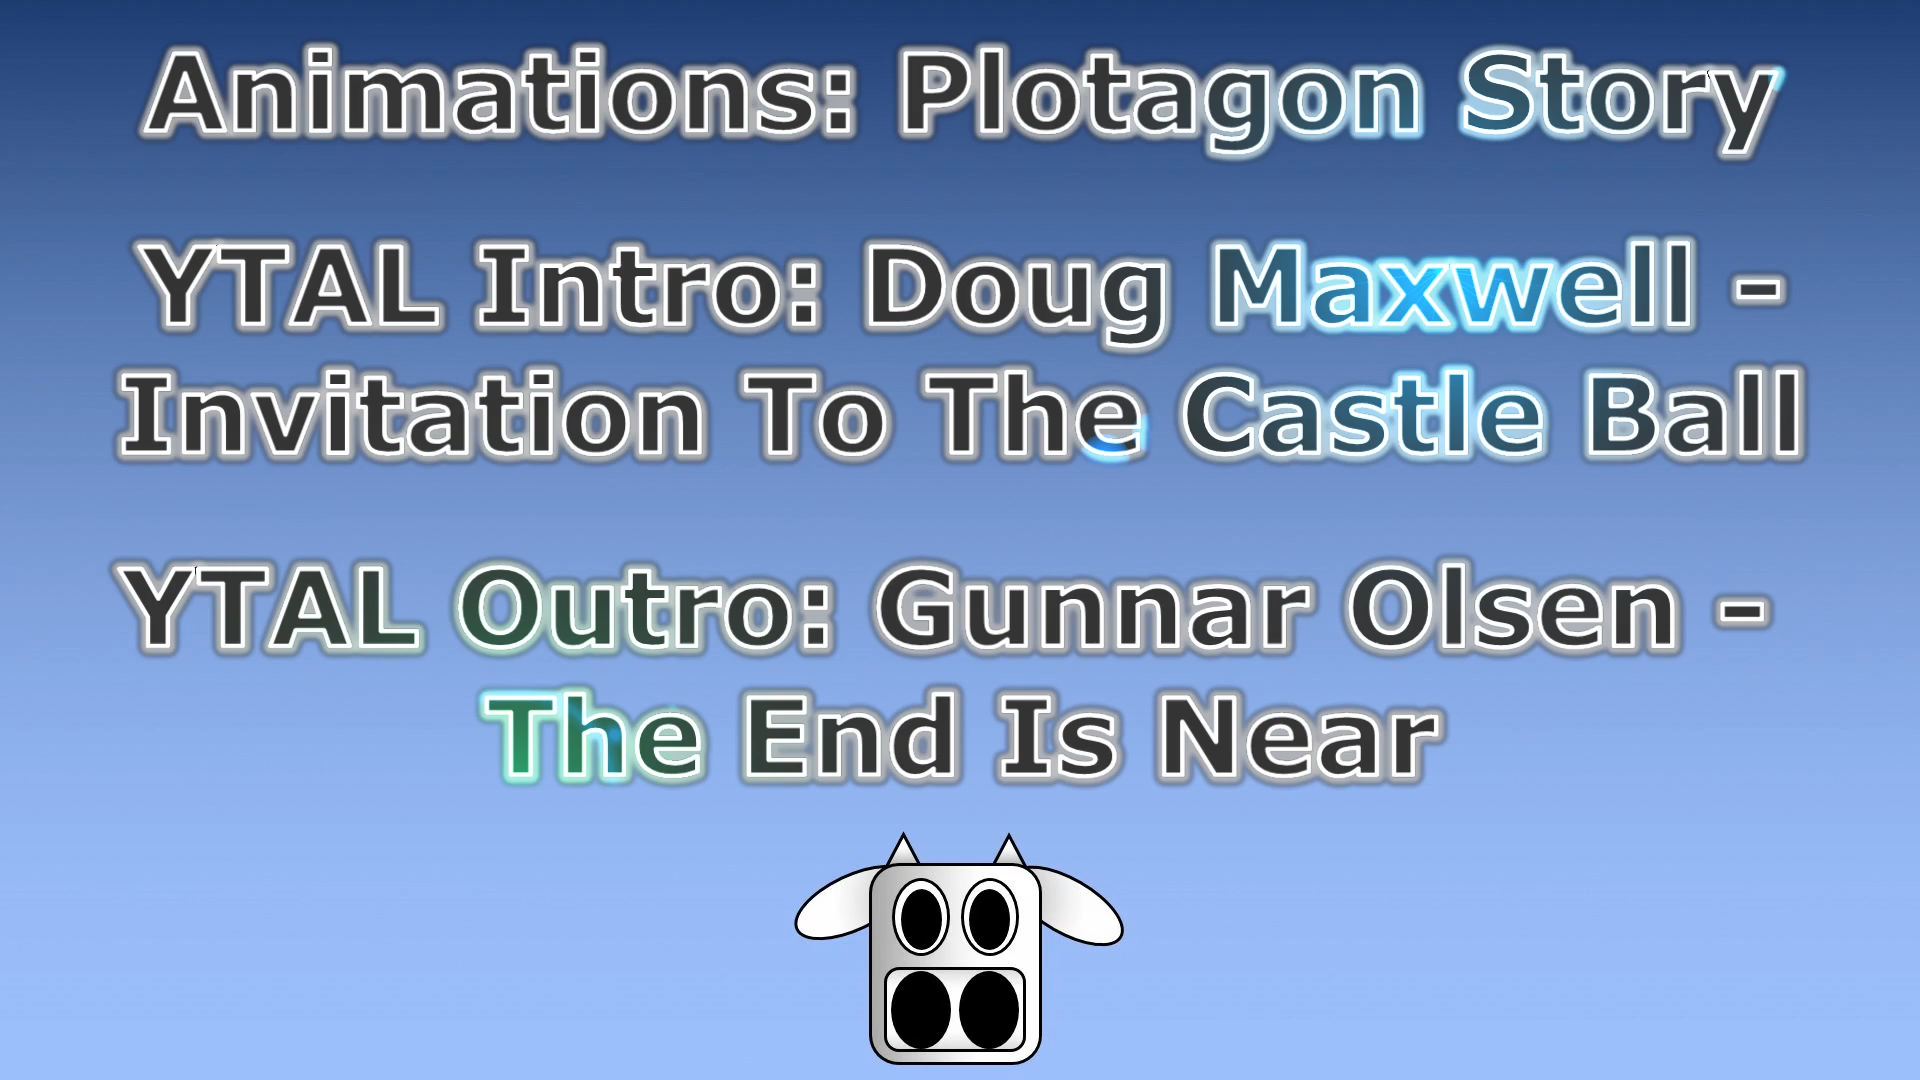 Animations: Plotagon Story
YTAL Intro: Doug Maxwell -
Invitation To The Castle Ball
YTAL Outro: Gunnar Olsen -
The End Is Near